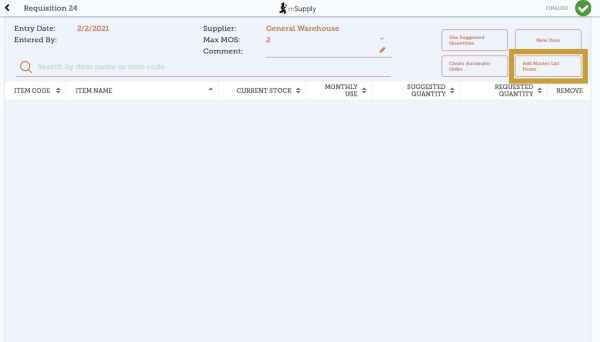 Requisition 24
mSupply
FINALISE
Entry Date: 2/2/2021
Supplier: General Warehouse
Entered By:
Max MOS: 2
Comment:
Use Suggested
Quantities
New Item
Create Automatic
Order
Add Master List
Items
Search by item name or item code
ITEM CODE
ITEM NAME
CURRENT STOCK
MONTHLY
USE
SUGGESTED
QUANTITY
REQUESTED
QUANTITY
REMOVE